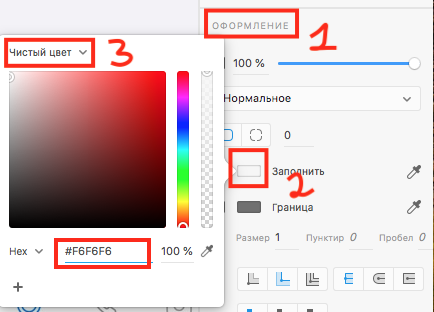 ОФОРМЛЕНИЕ
1
Чистый цвет
3
100 %
Нормальное
0
2
Заполнить
Граница
Hex
#F6F6F6
100 %
Размер 1 Пунктир 0 Пробел 0